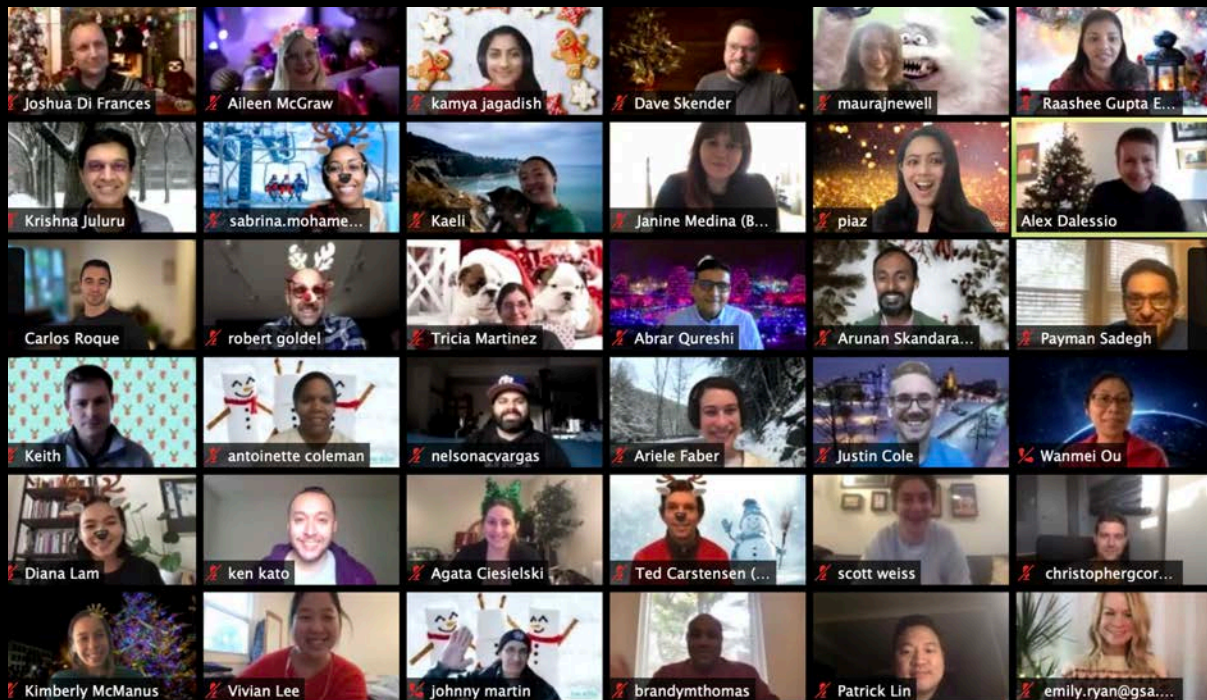 Joshua Di Frances
Aileen McGraw
kamya jagadish
Dave Skender
maurajnewell
Raashee Gupta E...
Krishna Juluru
sabrina.mohame...
Kaeli
Janine Medina (B...
piaz
Alex Dalessio
Carlos Roque
robert goldel
Tricia Martinez
Abrar Qureshi
Arunan Skandara...
Payman Sadegh
Keith
antoinette coleman
nelsonacvargas
Ariele Faber
Justin Cole
Wanmei Ou
Diana Lam
ken kato
Agata Ciesielski
Ted Carstensen (...
scott weiss
christophergcor...
Kimberly McManus
Vivian Lee
johnny martin
brandymthomas
Patrick Lin
emily.ryan@gsa....